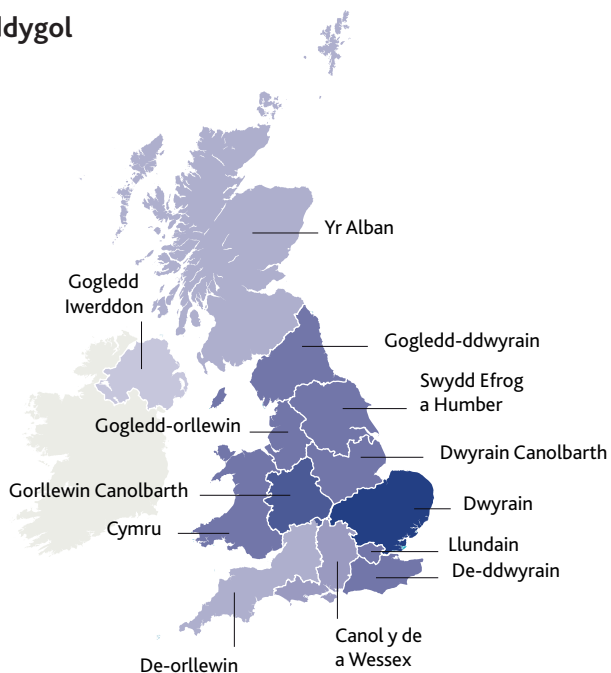 ddygol
Yr Alban
Gogledd
Iwerddon
Gogledd-ddwyrain
Swydd Efrog
a Humber
Gogledd-orllewin
Dwyrain Canolbarth
Gorllewin Canolbarth
Dwyrain
Cymru
Llundain
De-ddwyrain
Canol y de
a Wessex
De-orllewin